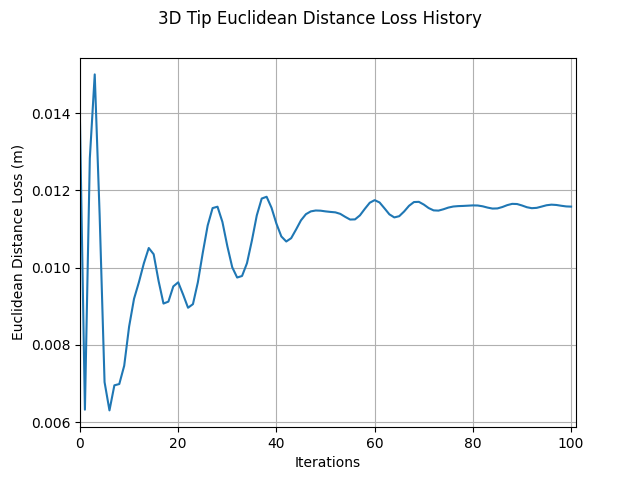 3D Tip Euclidean Distance Loss History
Euclidean Distance Loss (m)
0.014
0.012
0.010
0.008
0.006
0 20 40 60 80 100
Iterations